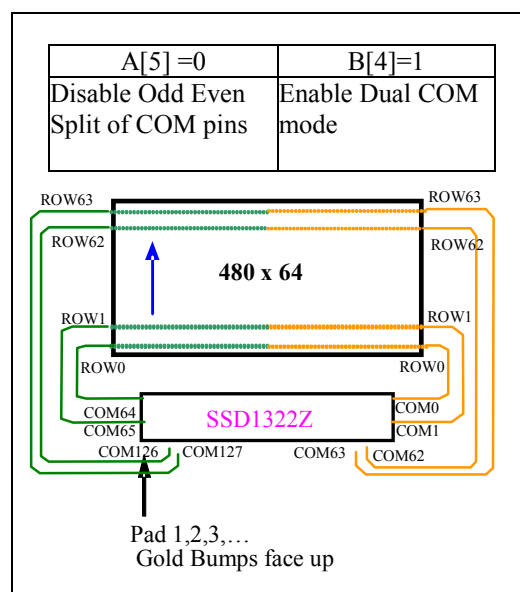 A[5] =0
B[4]=1
Disable Odd Even
Split of COM pins
Enable Dual COM
mode
ROW63
ROW63
ROW62
ROW62
480 x 64
ROW1
ROW1
ROW0
ROW0
COM64
COM0
SSD1322Z
COM65
COM1
COM126
COM127
COM63
COM62
Pad 1,2,3,…
Gold Bumps face up